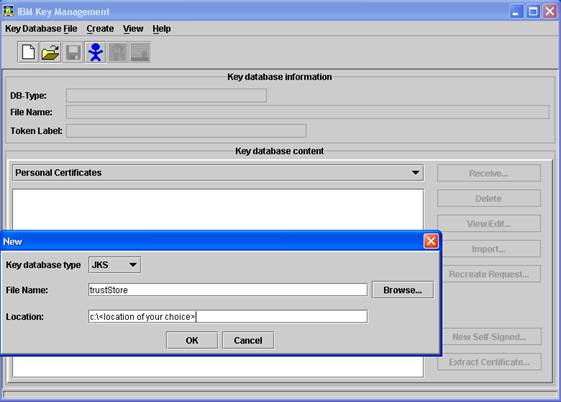 IBM Key Management
Key Database File Create View Help
Key database information
DB-Type:
File Name:
Token Label:
Key database content
Personal Certificates
Receive...
Delete
View/Edit...
Import...
Recreate Request...
New Self-Signed...
Extract Certificate...
New
Key database type JKS
File Name: trustStore Browse...
Location: c:\<location of your choice>
OK Cancel